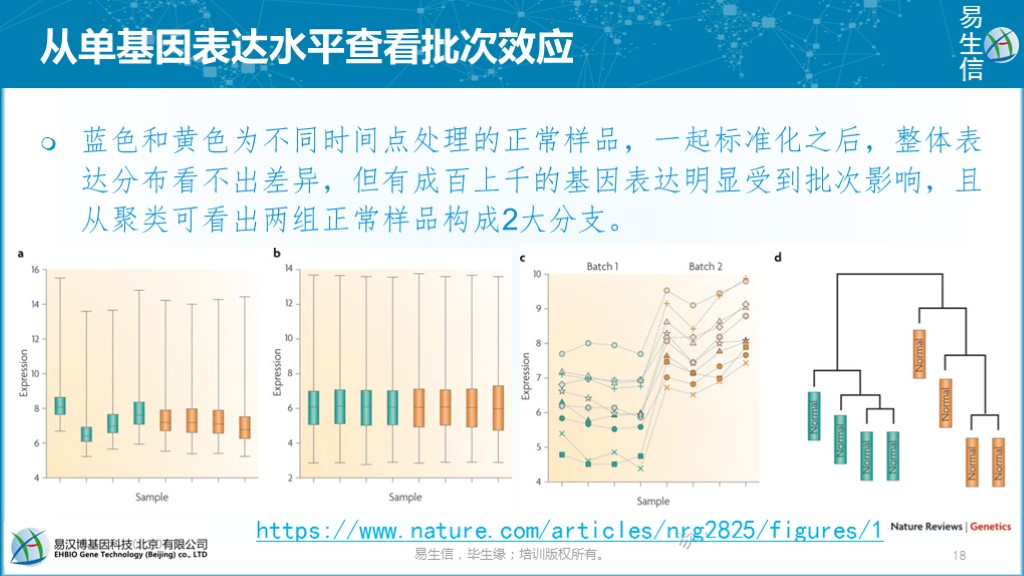 从单基因表达水平查看批次效应
易
生
信
○ 蓝色和黄色为不同时间点处理的正常样品，一起标准化之后，整体表
达分布看不出差异，但有成百上千的基因表达明显受到批次影响，且
从聚类可看出两组正常样品构成2大分支。
a
16
14
12
10
8
6
4
Expression
Sample
b
14
12
10
8
6
4
2
Expression
Sample
c
Batch 1 Batch 2
10
9
8
7
6
5
4
Expression
Sample
d
Normal
Normal
Normal
Normal
Normal
Normal
Normal
Normal
Nature Reviews | Genetics
https://www.nature.com/articles/nrg2825/figures/1
易汉博基因科技(北京)有限公司
EHBIO Gene Technology (Beijing) co., LTD
易生信，毕生缘；培训版权所有。
18